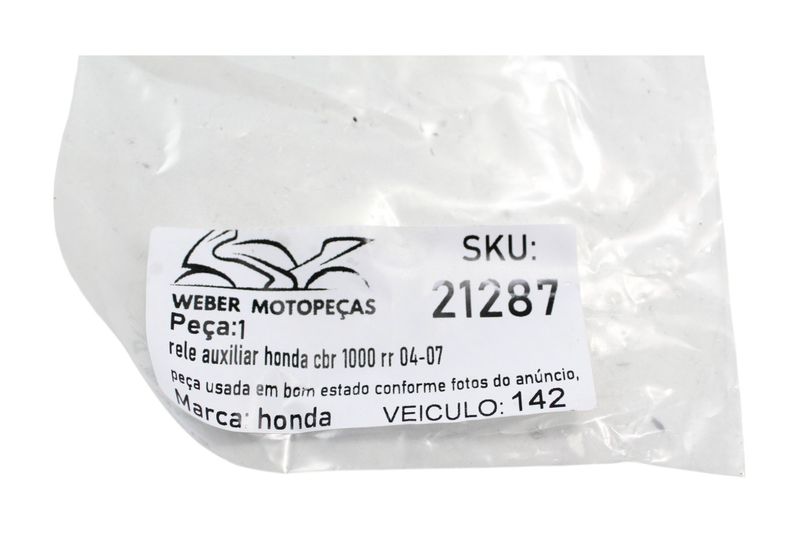 SKU:
21287
WEBER MOTOPEÇAS
Peça:1
rele auxiliar honda cbr 1000 rr 04-07
peça usada em bom estado conforme fotos do anúncio,
Marca: honda
VEICULO: 142